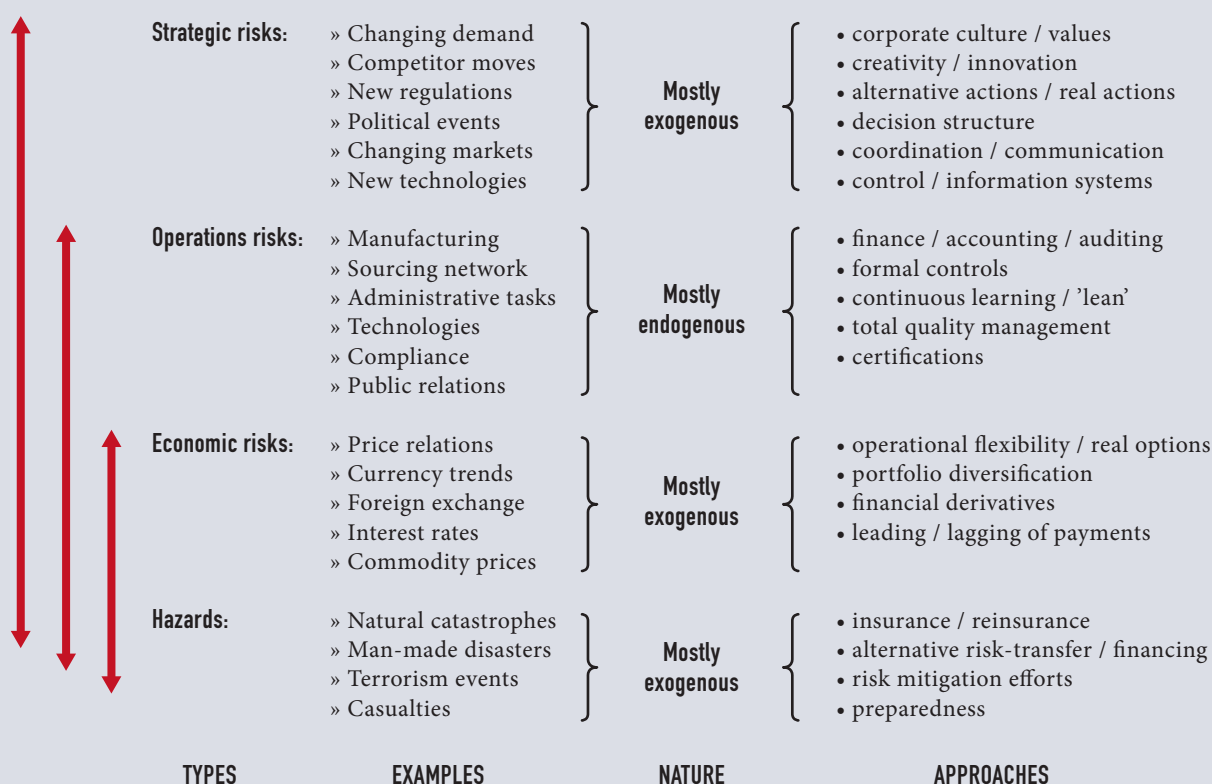 Strategic risks:
» Changing demand
» Competitor moves
» New regulations
» Political events
» Changing markets
» New technologies
Mostly
exogenous
• corporate culture / values
• creativity / innovation
• alternative actions / real actions
• decision structure
• coordination / communication
• control / information systems
Operations risks:
» Manufacturing
» Sourcing network
» Administrative tasks
» Technologies
» Compliance
» Public relations
Mostly
endogenous
• finance / accounting / auditing
• formal controls
• continuous learning / ’lean’
• total quality management
• certifications
Economic risks:
» Price relations
» Currency trends
» Foreign exchange
» Interest rates
» Commodity prices
Mostly
exogenous
• operational flexibility / real options
• portfolio diversification
• financial derivatives
• leading / lagging of payments
Hazards:
» Natural catastrophes
» Man-made disasters
» Terrorism events
» Casualties
Mostly
exogenous
• insurance / reinsurance
• alternative risk-transfer / financing
• risk mitigation efforts
• preparedness
TYPES
EXAMPLES
NATURE
APPROACHES